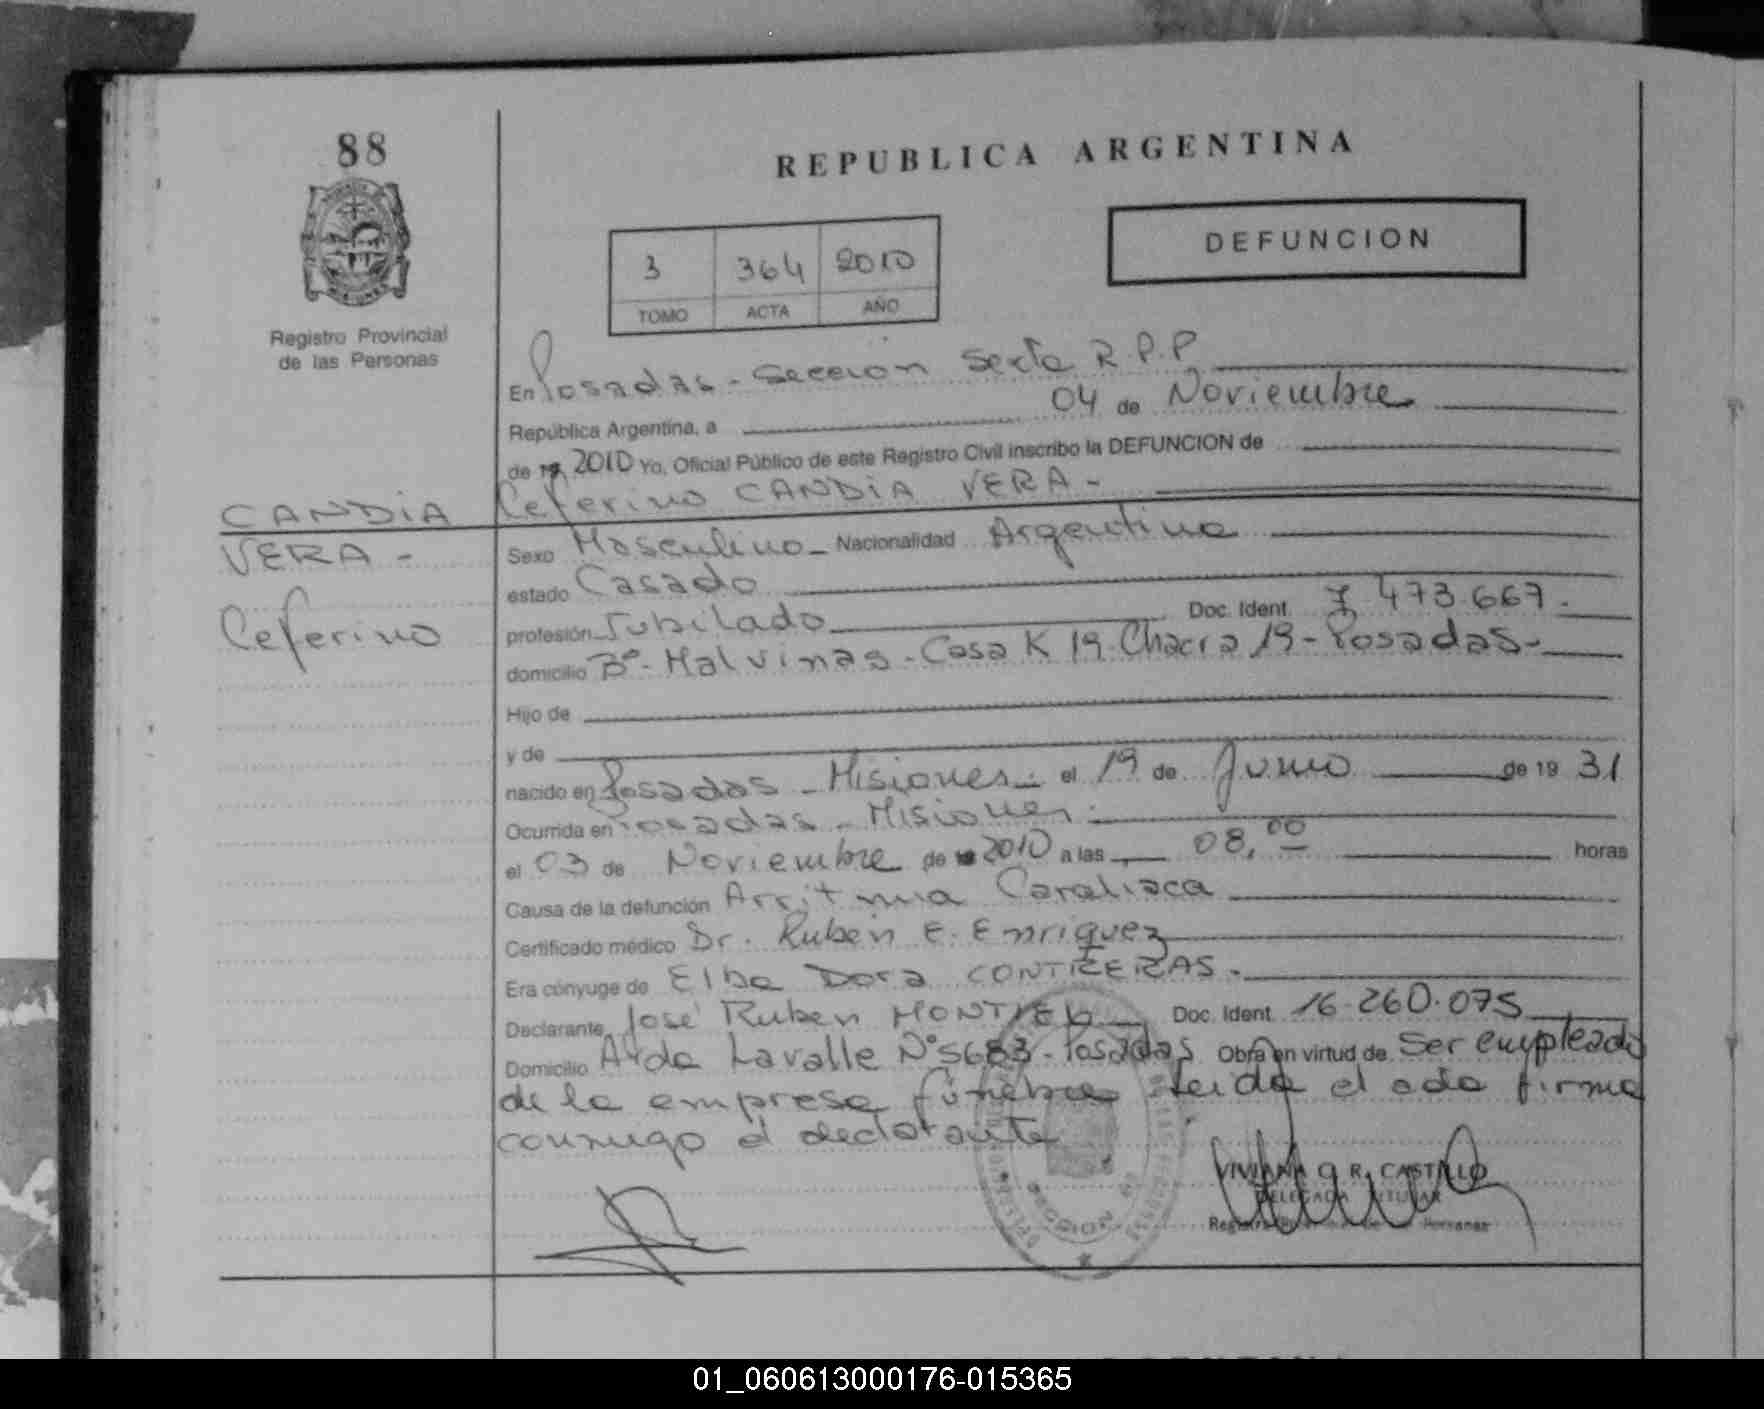 88
REPUBLICA ARGENTINA
DEFUNCION
3 364 2010
TOMO ACTA AÑO
Registro Provincial
de las Personas
En Posadas - Sección Sexta R.P.P
República Argentina, a 04 de Noviembre
de 19 2010 Yo, Oficial Público de este Registro Civil inscribo la DEFUNCION de
Ceferino CANDIA VERA -
CANDIA
VERA -
Ceferino
Sexo Masculino - Nacionalidad Argentina
estado Casado
profesión Jubilado Doc. Ident. 473.667.-
domicilio B°- Malvinas - Casa K 19 - Chacra 19 - Posadas -
Hijo de
y de
nacido en Posadas - Misiones - el 19 de Junio de 19 31
Ocurrida en Posadas - Misiones -
el 03 de Noviembre de 2010 a las 08,00 horas
Causa de la defunción Arritmia Cardiaca
Certificado médico Dr. Ruben E. Enriquez
Era cónyuge de Elba Dora CONTRERAS -
Declarante José Ruben MONTIEL Doc. Ident. 16.260.075
Domicilio Avda Lavalle N°5683 - Posadas Obra en virtud de Ser empleado
de la empresa fúnebre leida el acta firma
conmigo el declarante
VIVIANA G. R. CASTILLO
DELEGADA TITULAR
01_060613000176-015365